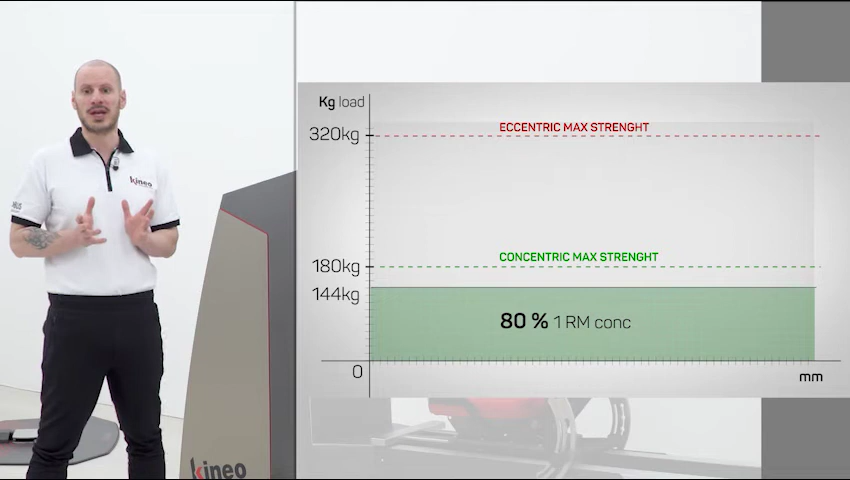 Kg load
320kg
ECCENTRIC MAX STRENGHT
180kg
CONCENTRIC MAX STRENGHT
144kg
80 % 1 RM conc
0
mm
kineo
kineo